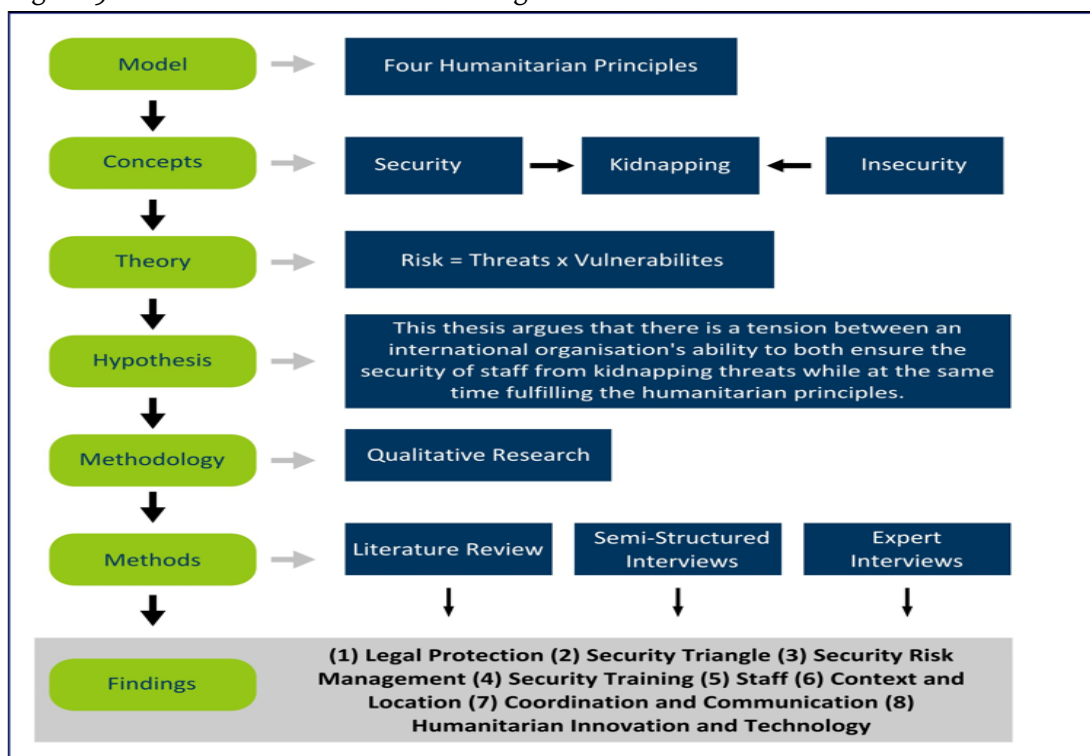 Model
Four Humanitarian Principles
Concepts
Security
Kidnapping
Insecurity
Theory
Risk = Threats x Vulnerabilites
Hypothesis
This thesis argues that there is a tension between an
international organisation's ability to both ensure the
security of staff from kidnapping threats while at the same
time fulfilling the humanitarian principles.
Methodology
Qualitative Research
Methods
Literature Review
Semi-Structured
Interviews
Expert
Interviews
Findings
(1) Legal Protection (2) Security Triangle (3) Security Risk
Management (4) Security Training (5) Staff (6) Context and
Location (7) Coordination and Communication (8)
Humanitarian Innovation and Technology